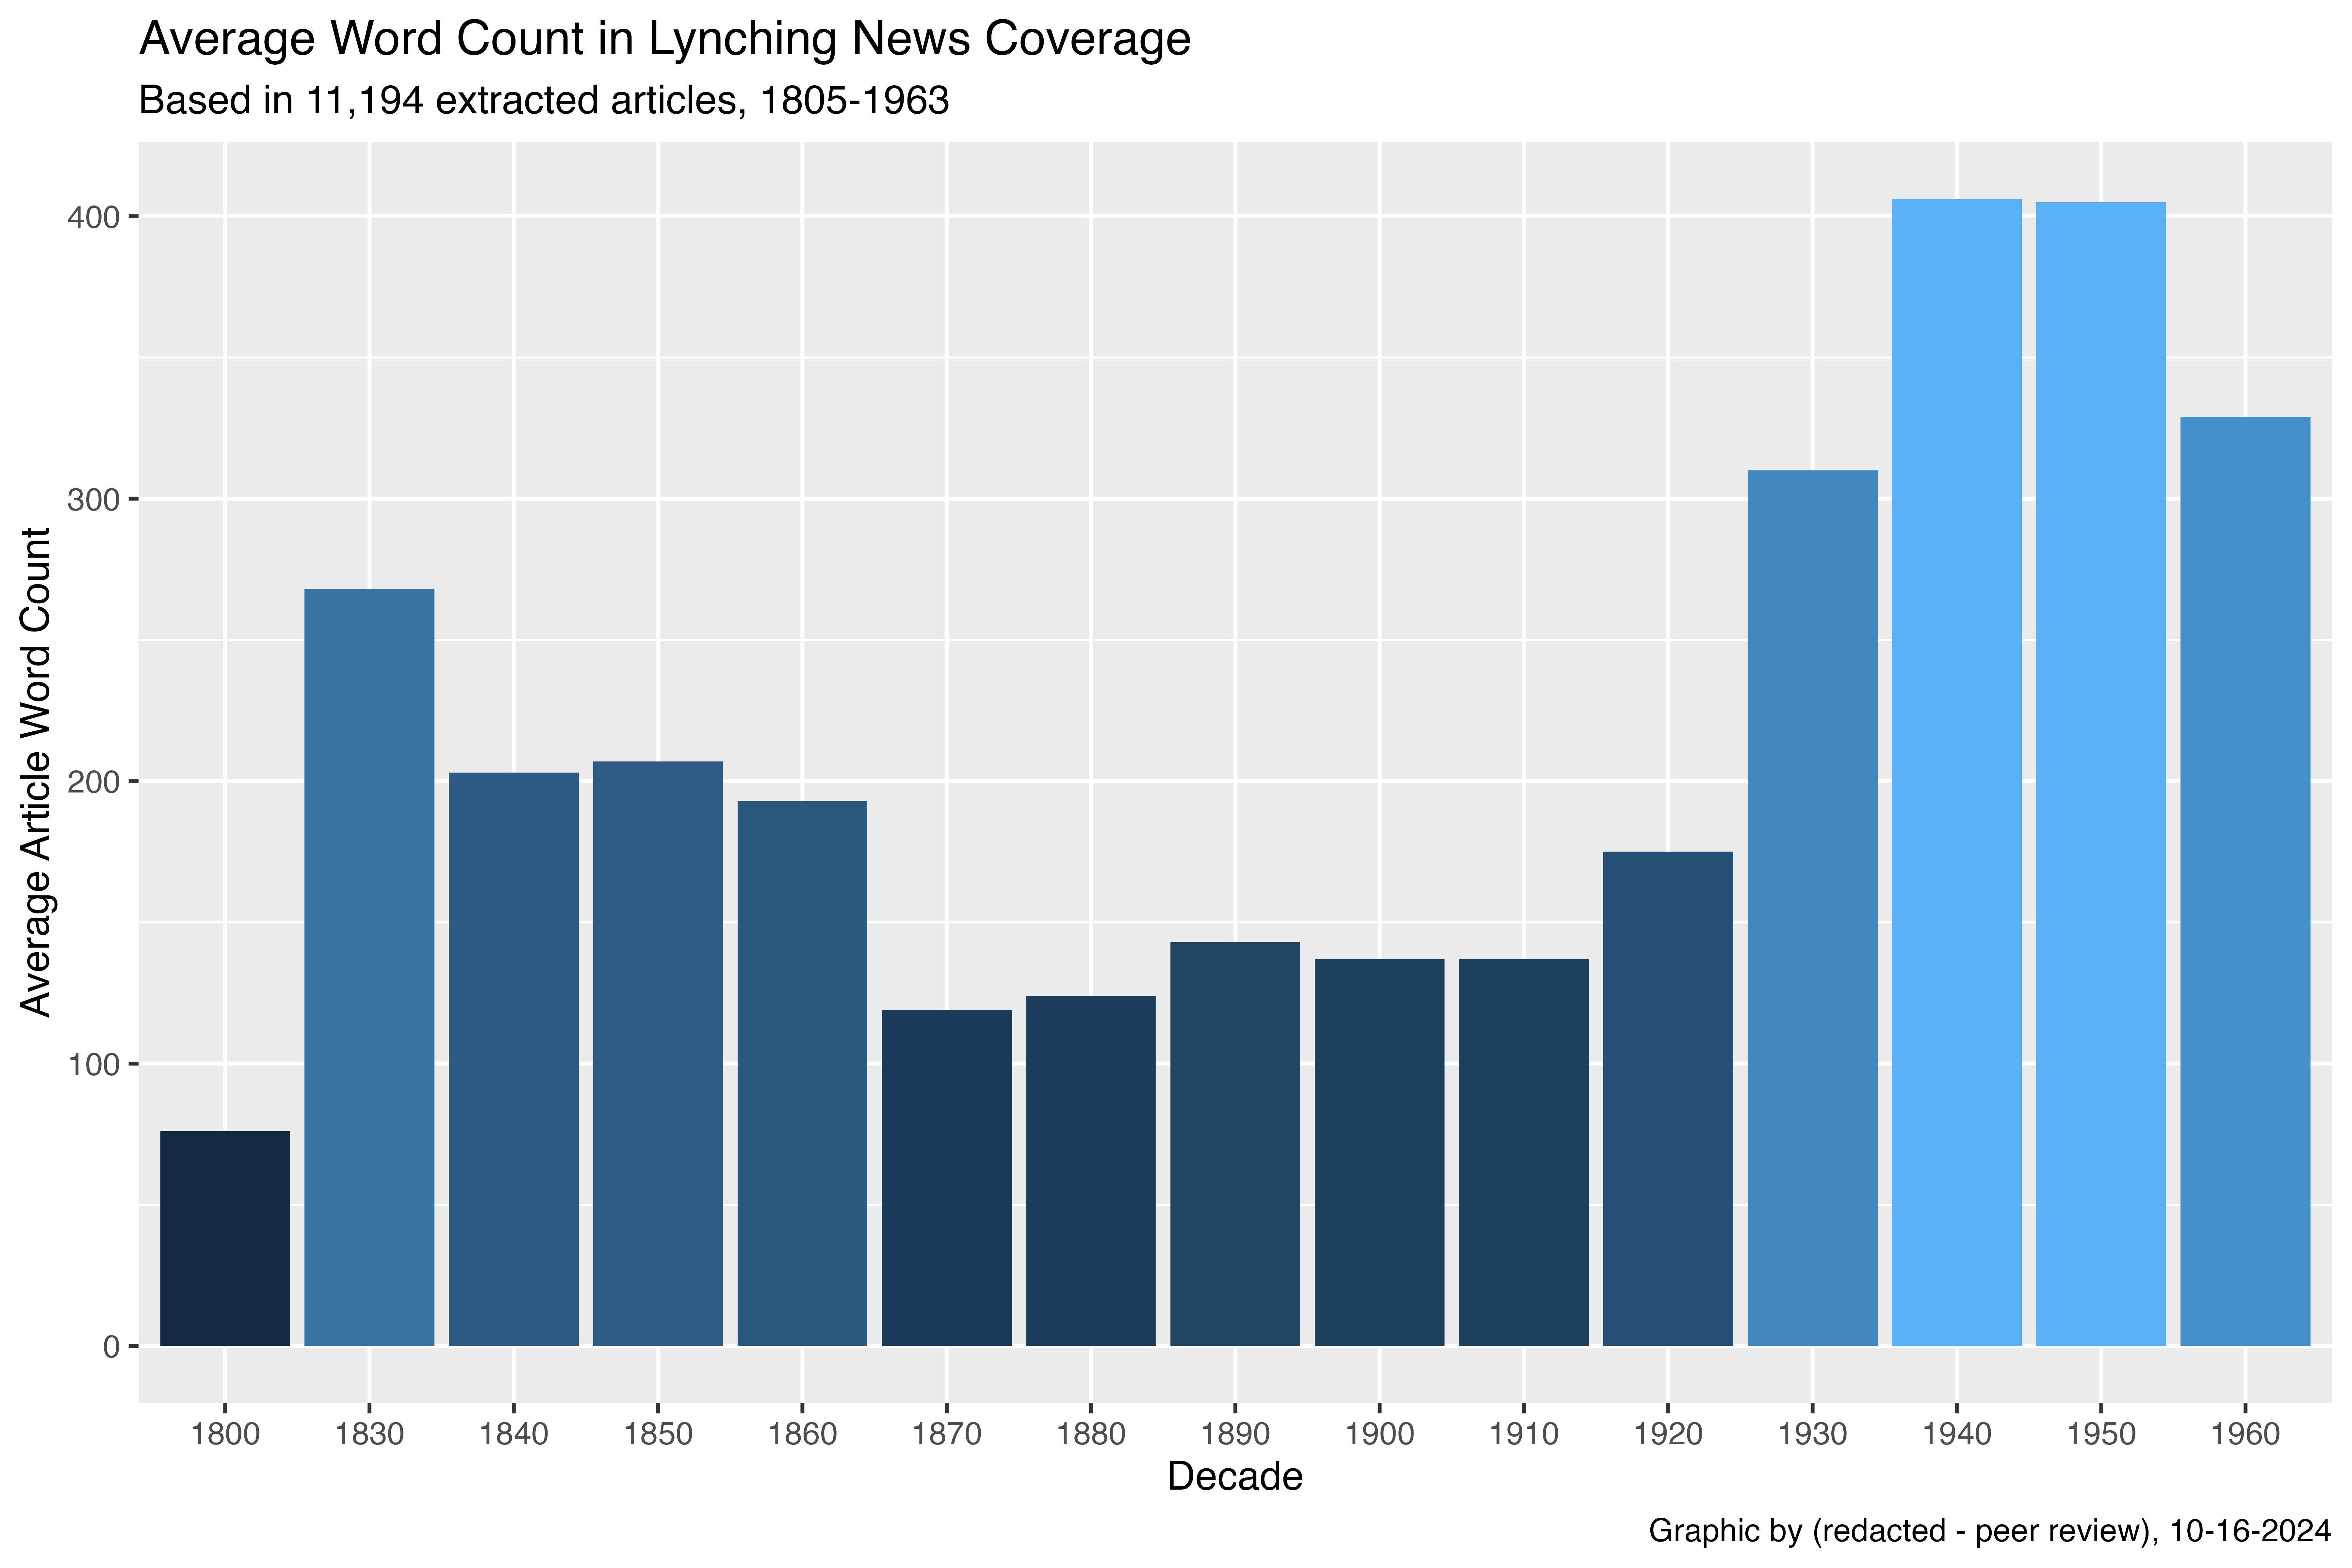 Average Word Count in Lynching News Coverage
Based in 11,194 extracted articles, 1805-1963
Average Article Word Count
400
300
200
100
0
1800 1830 1840 1850 1860 1870 1880 1890 1900 1910 1920 1930 1940 1950 1960
Decade
Graphic by (redacted - peer review), 10-16-2024